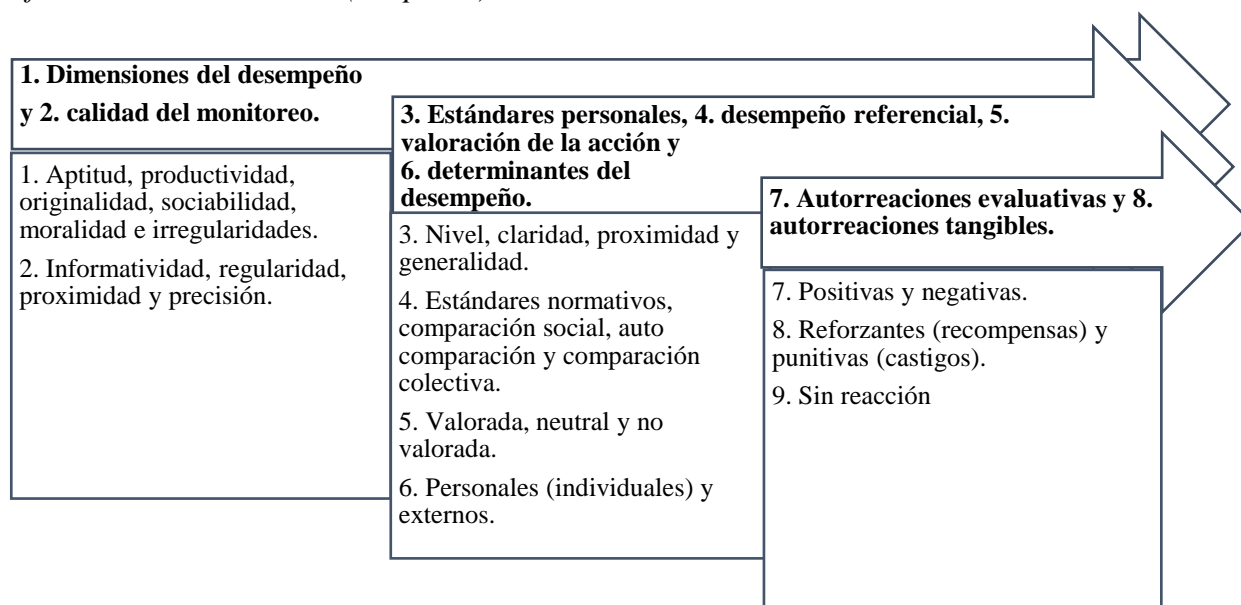 1. Dimensiones del desempeño
y 2. calidad del monitoreo.
1. Aptitud, productividad,
originalidad, sociabilidad,
moralidad e irregularidades.
2. Informatividad, regularidad,
proximidad y precisión.
3. Estándares personales, 4. desempeño referencial, 5.
valoración de la acción y
6. determinantes del
desempeño.
3. Nivel, claridad, proximidad y
generalidad.
4. Estándares normativos,
comparación social, auto
comparación y comparación
colectiva.
5. Valorada, neutral y no
valorada.
6. Personales (individuales) y
externos.
7. Autorreaciones evaluativas y 8.
autorreaciones tangibles.
7. Positivas y negativas.
8. Reforzantes (recompensas) y
punitivas (castigos).
9. Sin reacción